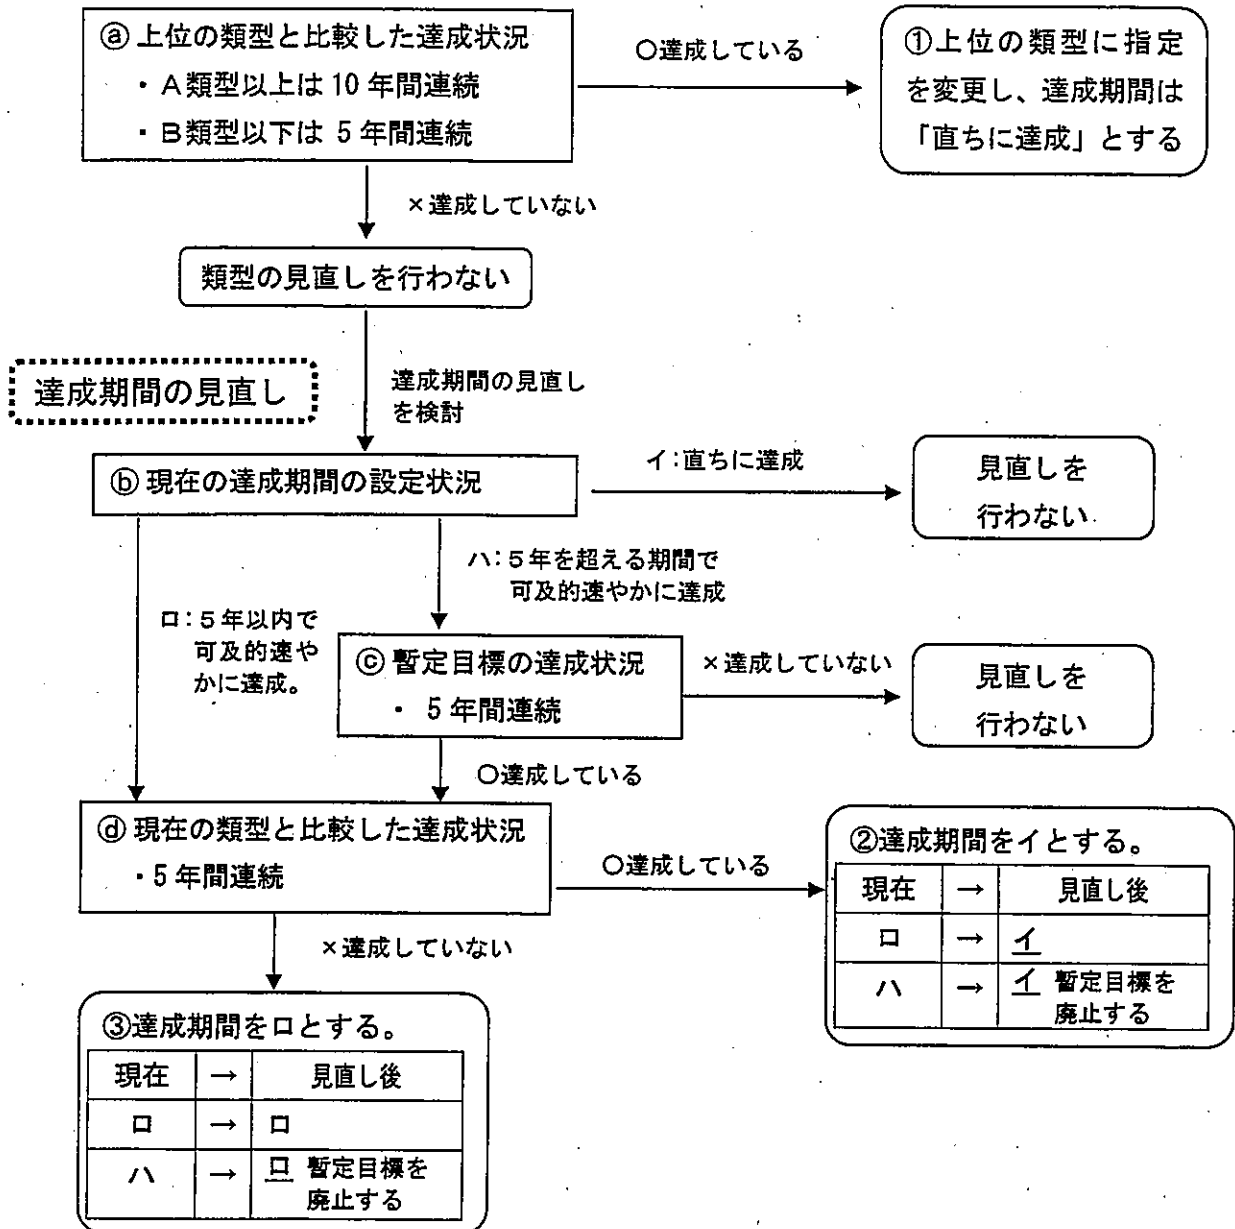 ⓐ上位の類型と比較した達成状況
・A類型以上は10年間連続
・B類型以下は 5年間連続
〇達成している
①上位の類型に指定
を変更し、達成期間は
「直ちに達成」とする
×達成していない
類型の見直しを行わない
達成期間の見直し
達成期間の見直し
を検討
ⓑ現在の達成期間の設定状況
イ：直ちに達成
見直しを
行わない
ハ：5年を超える期間で
可及的速やかに達成
ロ：5年以内で
可及的速や
かに達成。
ⓒ暫定目標の達成状況
・ 5年間連続
×達成していない
見直しを
行わない
〇達成している
ⓓ現在の類型と比較した達成状況
・5年間連続
〇達成している
②達成期間をイとする。
現在 → 見直し後
ロ → イ
ハ → イ 暫定目標を
廃止する
×達成していない
③達成期間をロとする。
現在 → 見直し後
ロ → ロ
ハ → ロ 暫定目標を
廃止する